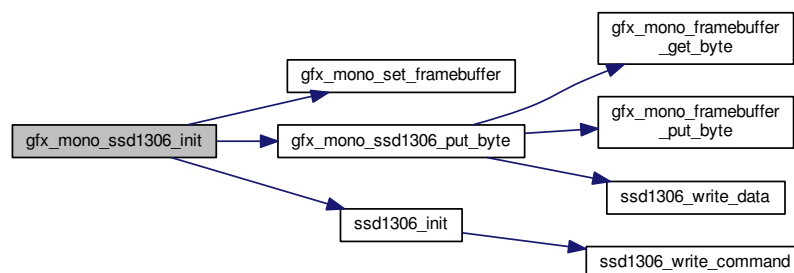 gfx_mono_ssd1306_init
gfx_mono_set_framebuffer
gfx_mono_ssd1306_put_byte
ssd1306_init
gfx_mono_framebuffer
_get_byte
gfx_mono_framebuffer
_put_byte
ssd1306_write_data
ssd1306_write_command